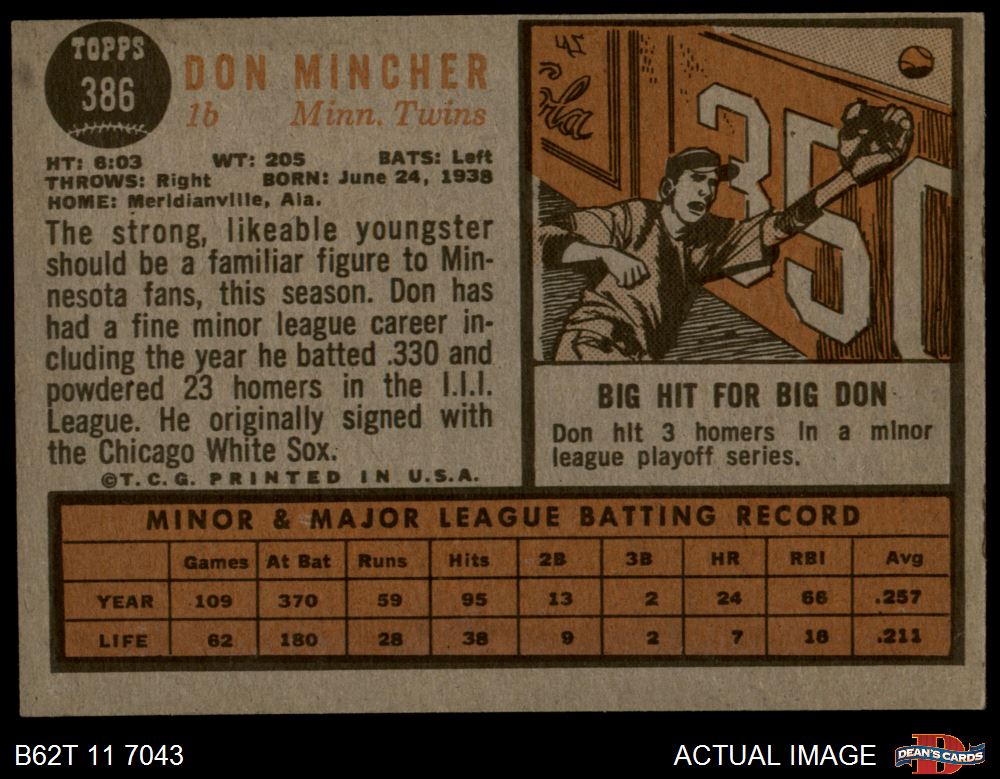 TOPPS
386
DON MINCHER
1b Minn. Twins
HT: 6:03 WT: 205 BATS: Left
THROWS: Right BORN: June 24, 1938
HOME: Meridianville, Ala.
The strong, likeable youngster
should be a familiar figure to Min-
nesota fans, this season. Don has
had a fine minor league career in-
cluding the year he batted .330 and
powdered 23 homers in the I.I.I.
League. He originally signed with
the Chicago White Sox.
©T.C.G. PRINTED IN U.S.A.
350
BIG HIT FOR BIG DON
Don hit 3 homers in a minor
league playoff series.
MINOR & MAJOR LEAGUE BATTING RECORD
Games At Bat Runs Hits 2B 3B HR RBI Avg
YEAR 109 370 59 95 13 2 24 66 .257
LIFE 62 180 28 38 9 2 7 18 .211
B62T 11 7043
ACTUAL IMAGE
DEAN'S CARDS